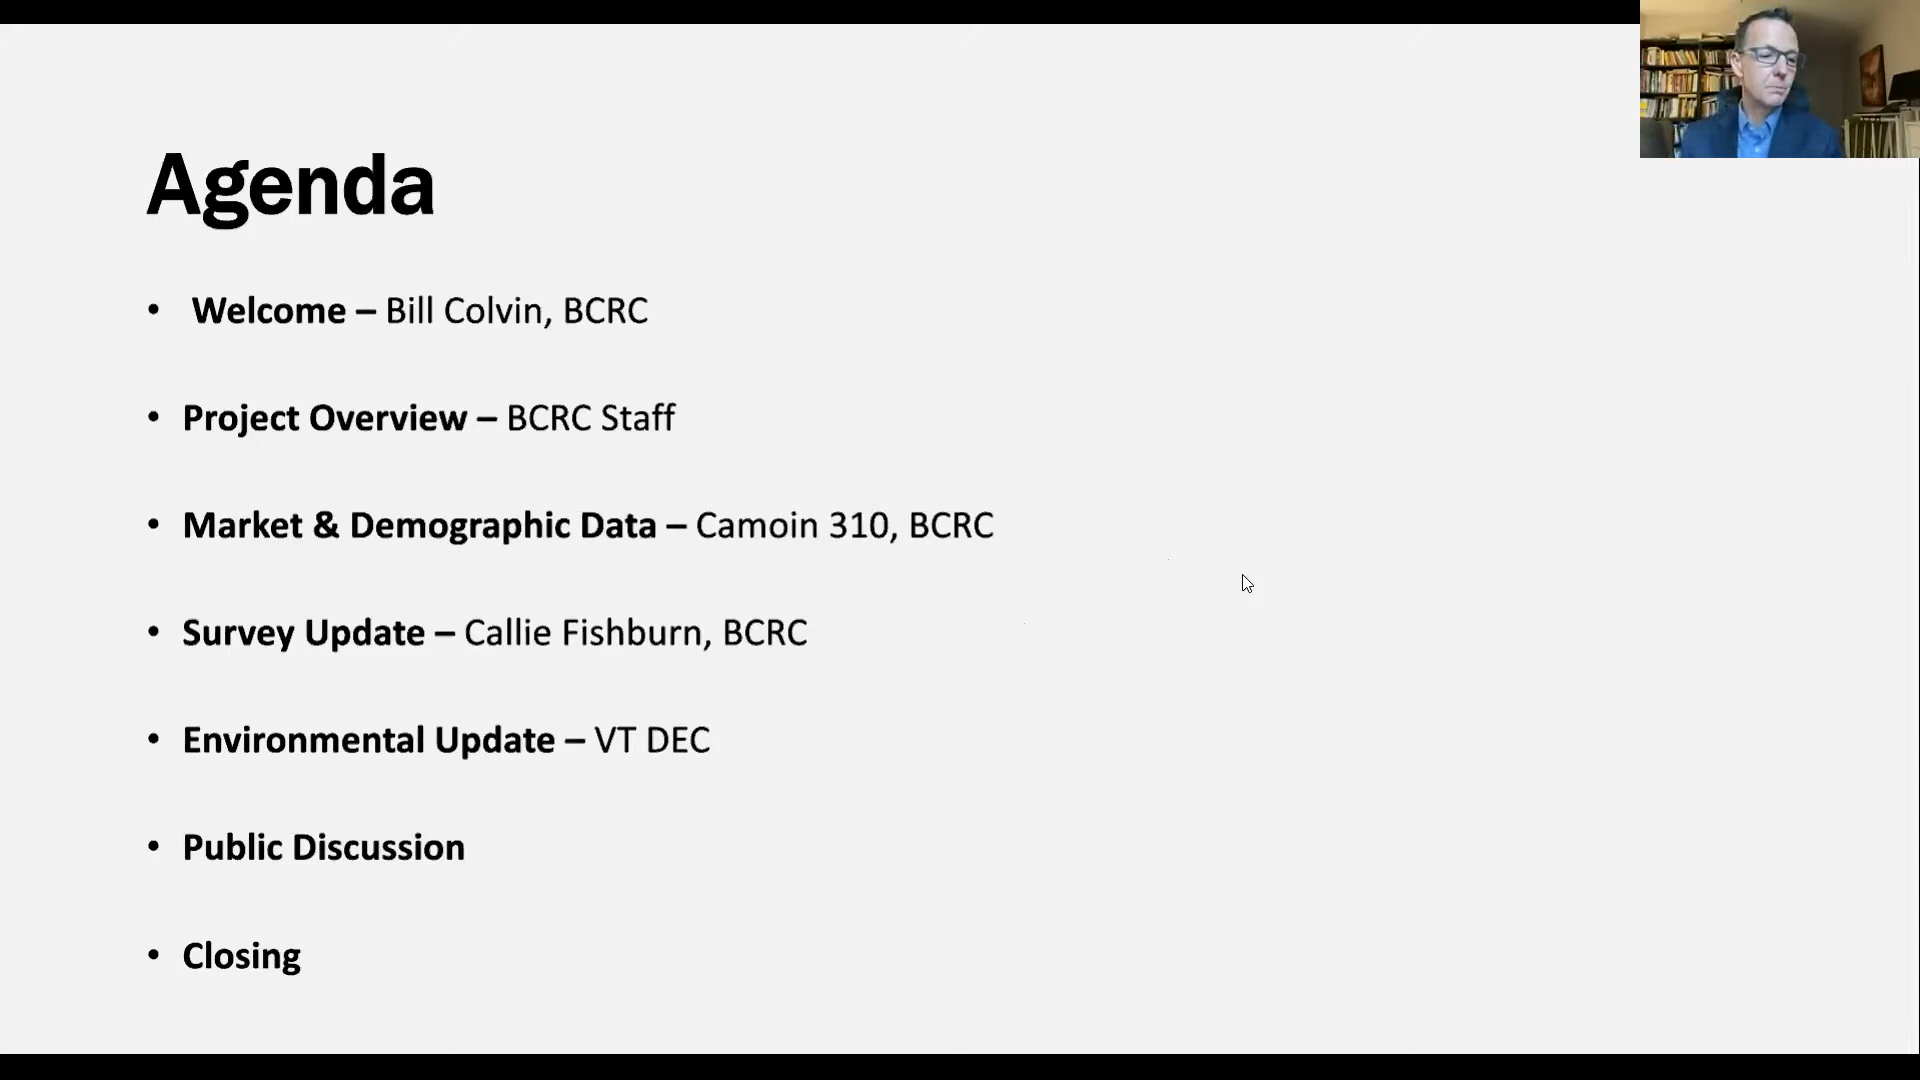 Agenda
• Welcome – Bill Colvin, BCRC
• Project Overview – BCRC Staff
• Market & Demographic Data – Camoin 310, BCRC
• Survey Update – Callie Fishburn, BCRC
• Environmental Update – VT DEC
• Public Discussion
• Closing